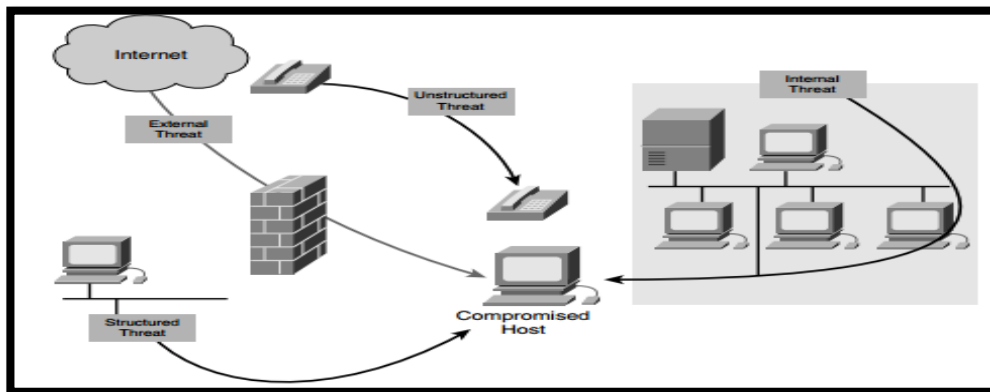 Internet
Unstructured
Threat
Internal
Threat
External
Threat
Compromised
Host
Structured
Threat